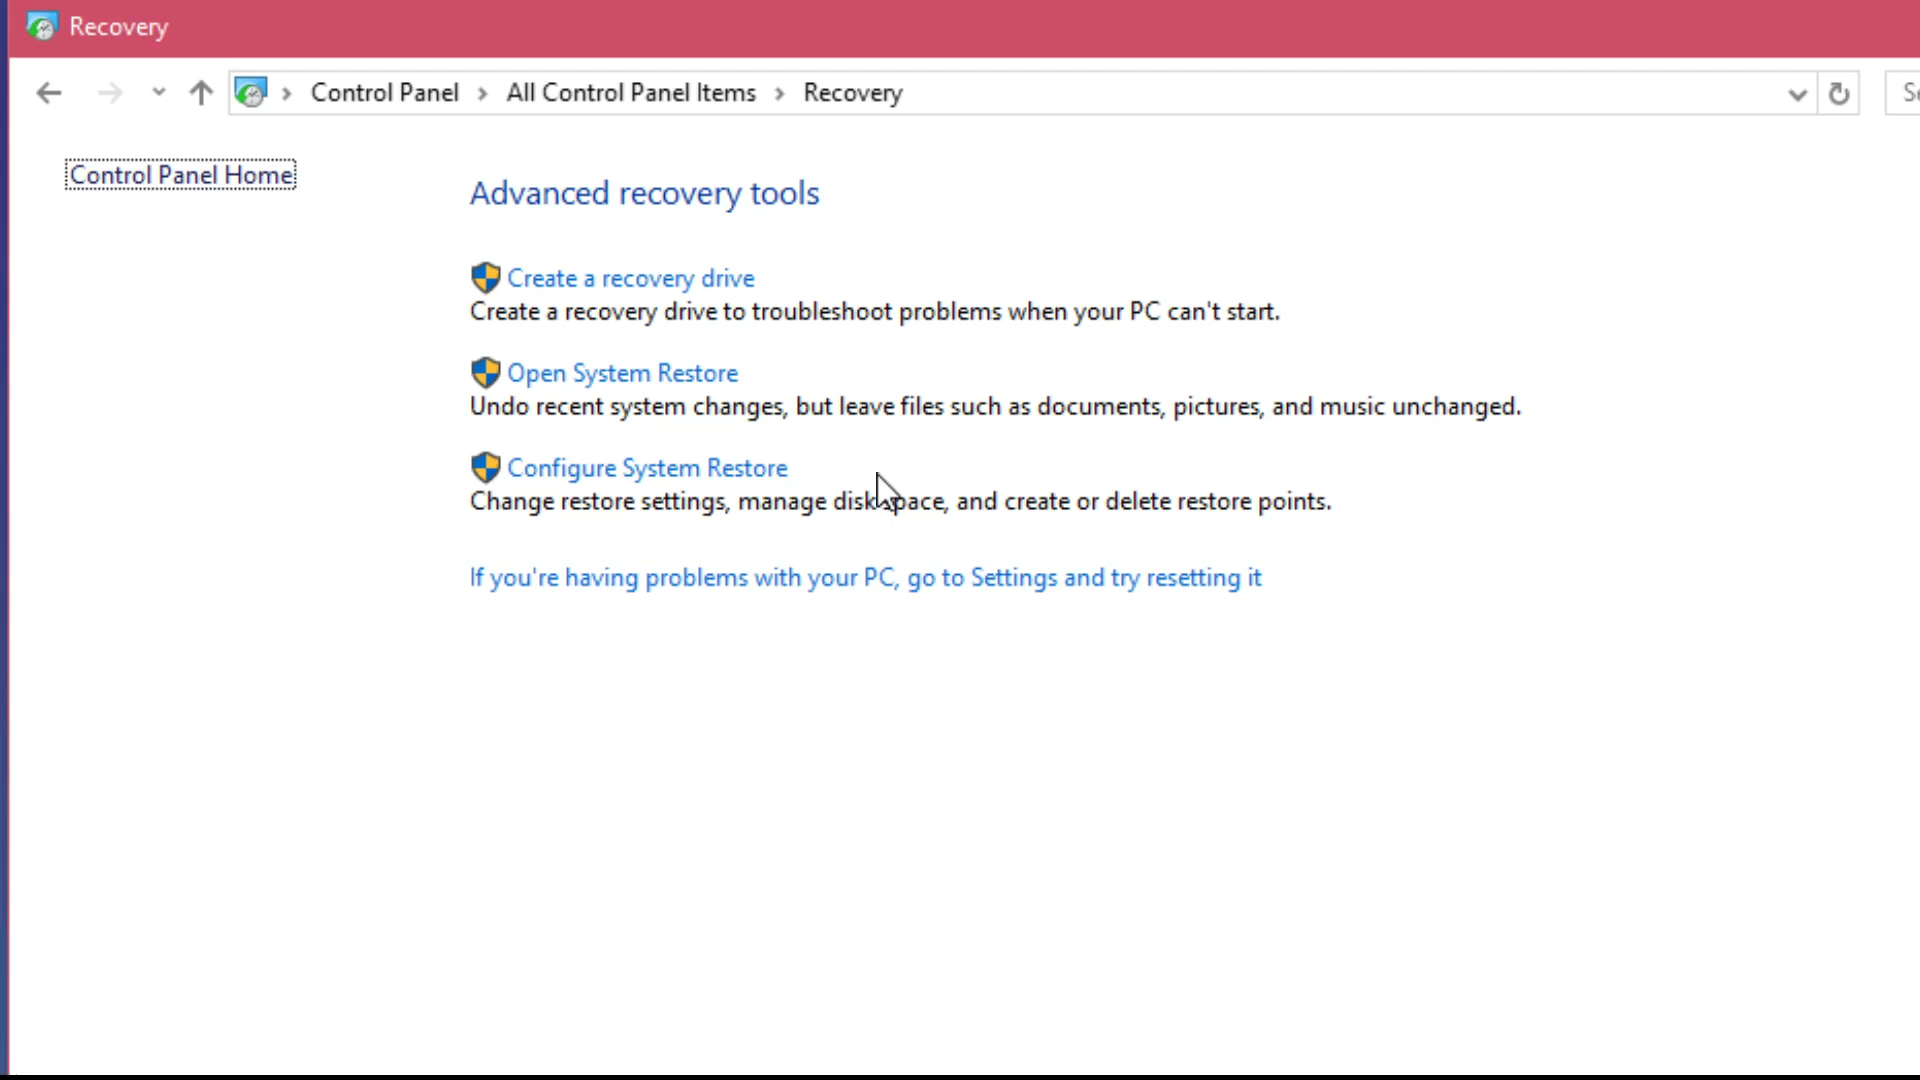 Recovery
Control Panel > All Control Panel Items > Recovery
Control Panel Home
Advanced recovery tools
Create a recovery drive
Create a recovery drive to troubleshoot problems when your PC can't start.
Open System Restore
Undo recent system changes, but leave files such as documents, pictures, and music unchanged.
Configure System Restore
Change restore settings, manage disk space, and create or delete restore points.
If you're having problems with your PC, go to Settings and try resetting it